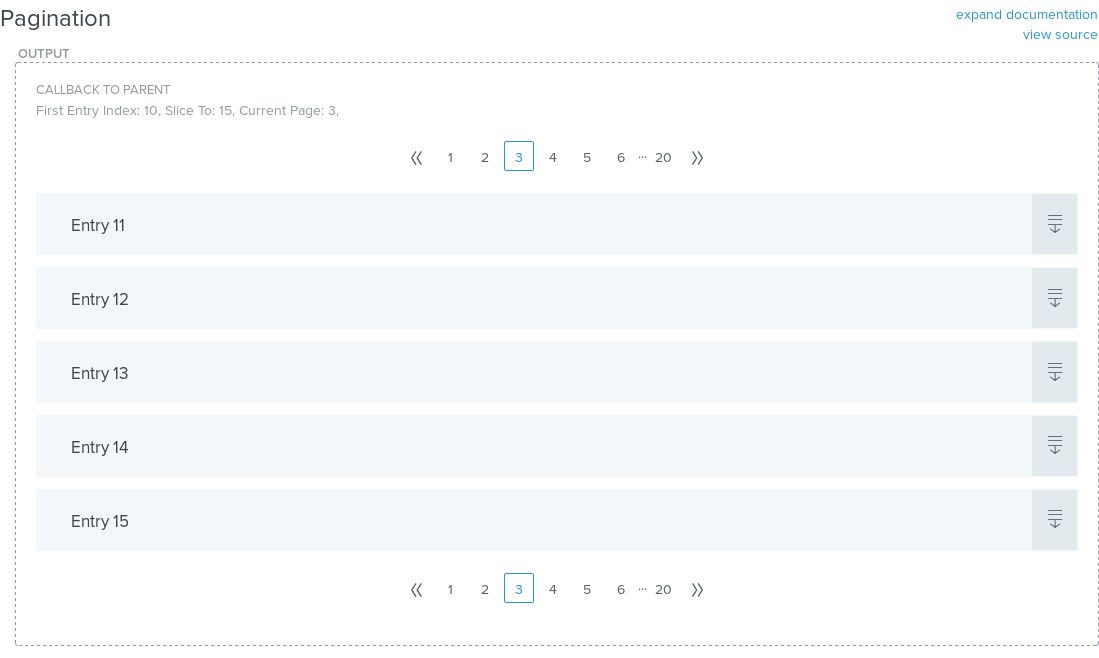 Pagination
expand documentation
view source
OUTPUT
CALLBACK TO PARENT
First Entry Index: 10, Slice To: 15, Current Page: 3,
« 1 2 3 4 5 6 ... 20 »
Entry 11
Entry 12
Entry 13
Entry 14
Entry 15
« 1 2 3 4 5 6 ... 20 »